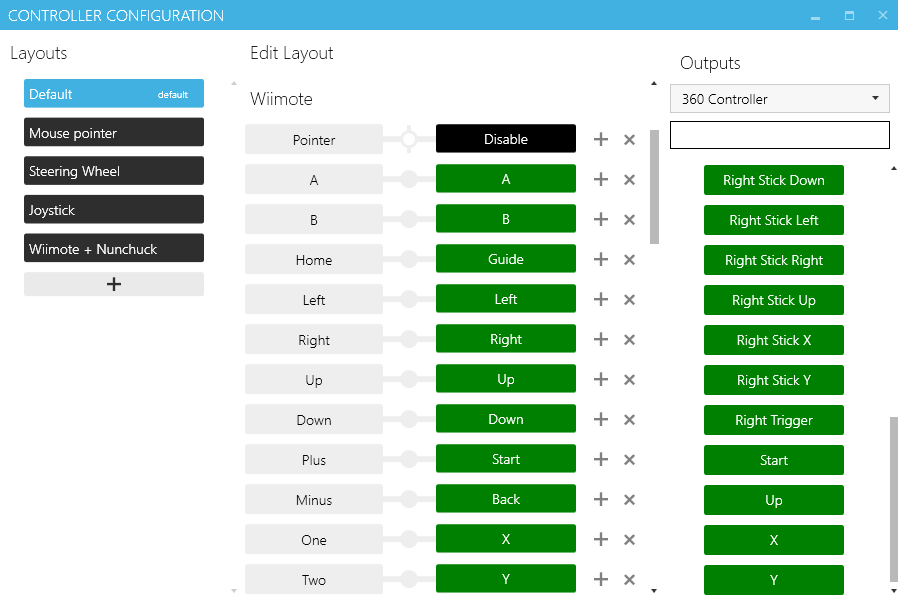 CONTROLLER CONFIGURATION
Layouts
Default default
Mouse pointer
Steering Wheel
Joystick
Wiimote + Nunchuck
+
Edit Layout
Wiimote
Pointer Disable
A A
B B
Home Guide
Left Left
Right Right
Up Up
Down Down
Plus Start
Minus Back
One X
Two Y
Outputs
360 Controller
Right Stick Down
Right Stick Left
Right Stick Right
Right Stick Up
Right Stick X
Right Stick Y
Right Trigger
Start
Up
X
Y